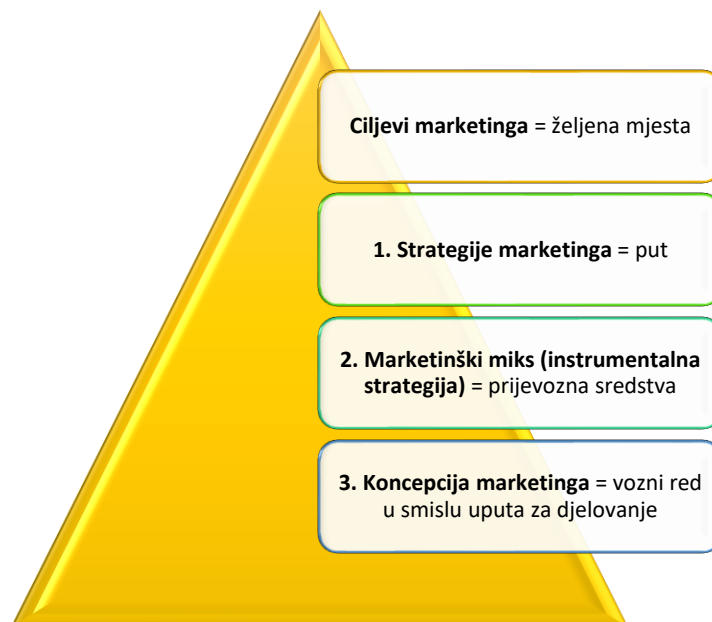 Ciljevi marketinga = željena mjesta
1. Strategije marketinga = put
2. Marketinški miks (instrumentalna
strategija) = prijevozna sredstva
3. Koncepcija marketinga = vozni red
u smislu uputa za djelovanje